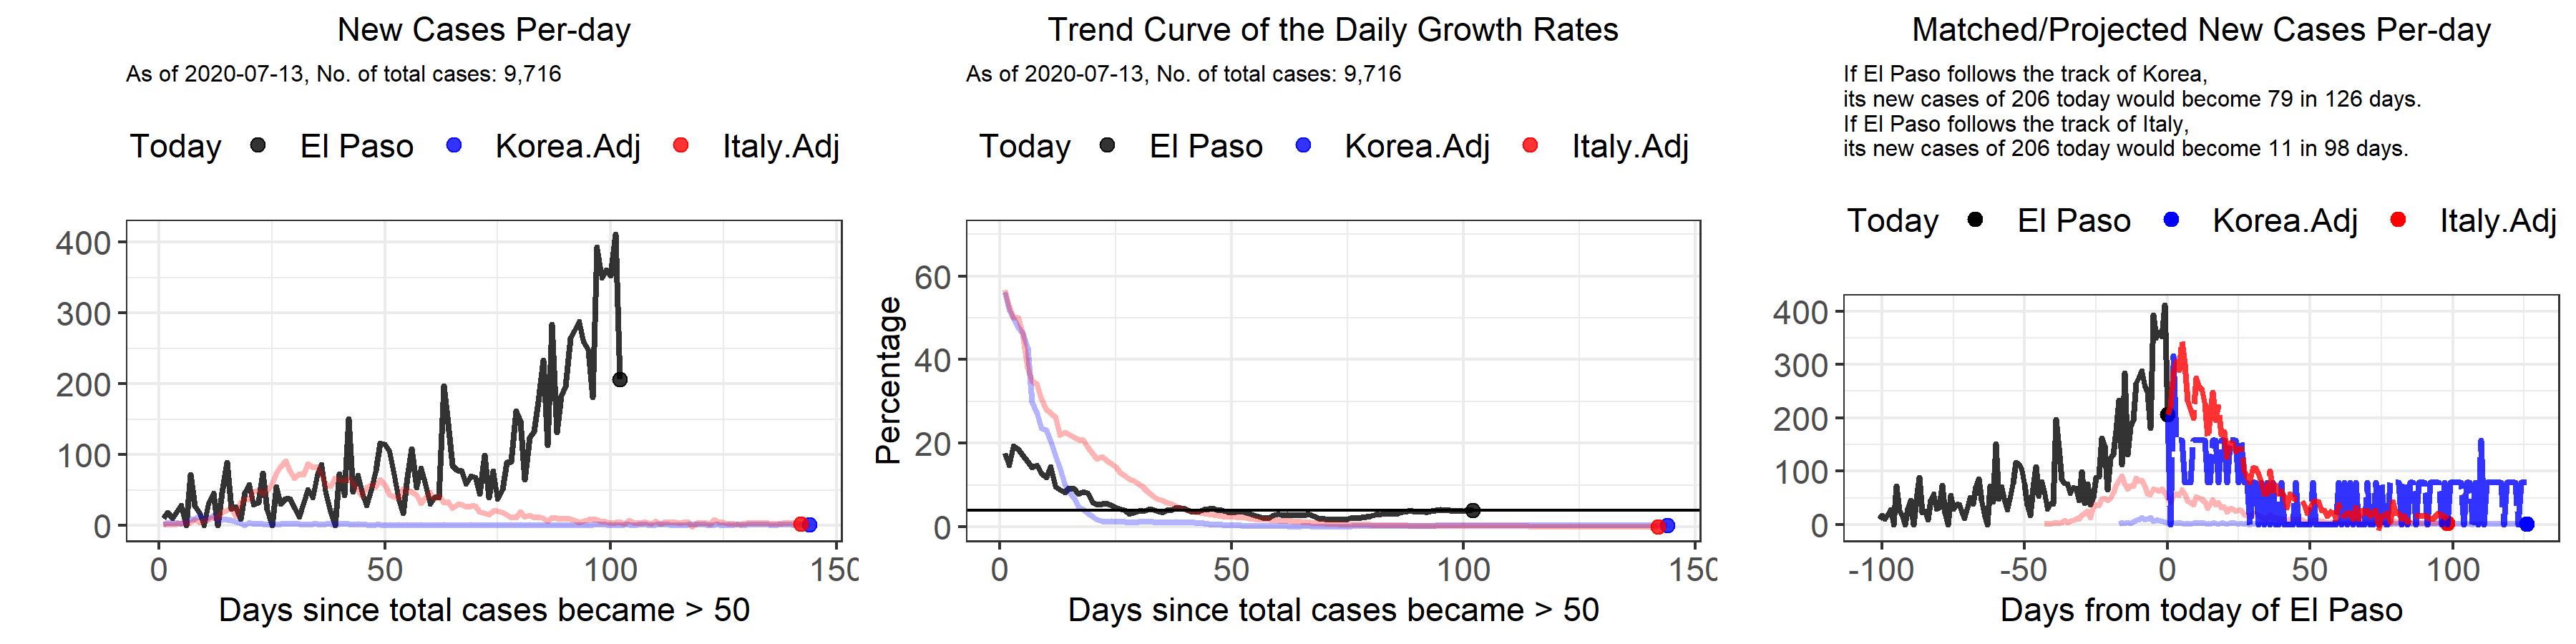 New Cases Per-day
As of 2020-07-13, No. of total cases: 9,716
Today El Paso Korea.Adj Italy.Adj
400
300
200
100
0
0 50 100 150
Days since total cases became > 50
Trend Curve of the Daily Growth Rates
As of 2020-07-13, No. of total cases: 9,716
Today El Paso Korea.Adj Italy.Adj
Percentage
60
40
20
0
0 50 100 150
Days since total cases became > 50
Matched/Projected New Cases Per-day
If El Paso follows the track of Korea,
its new cases of 206 today would become 79 in 126 days.
If El Paso follows the track of Italy,
its new cases of 206 today would become 11 in 98 days.
Today El Paso Korea.Adj Italy.Adj
400
300
200
100
0
-100 -50 0 50 100
Days from today of El Paso